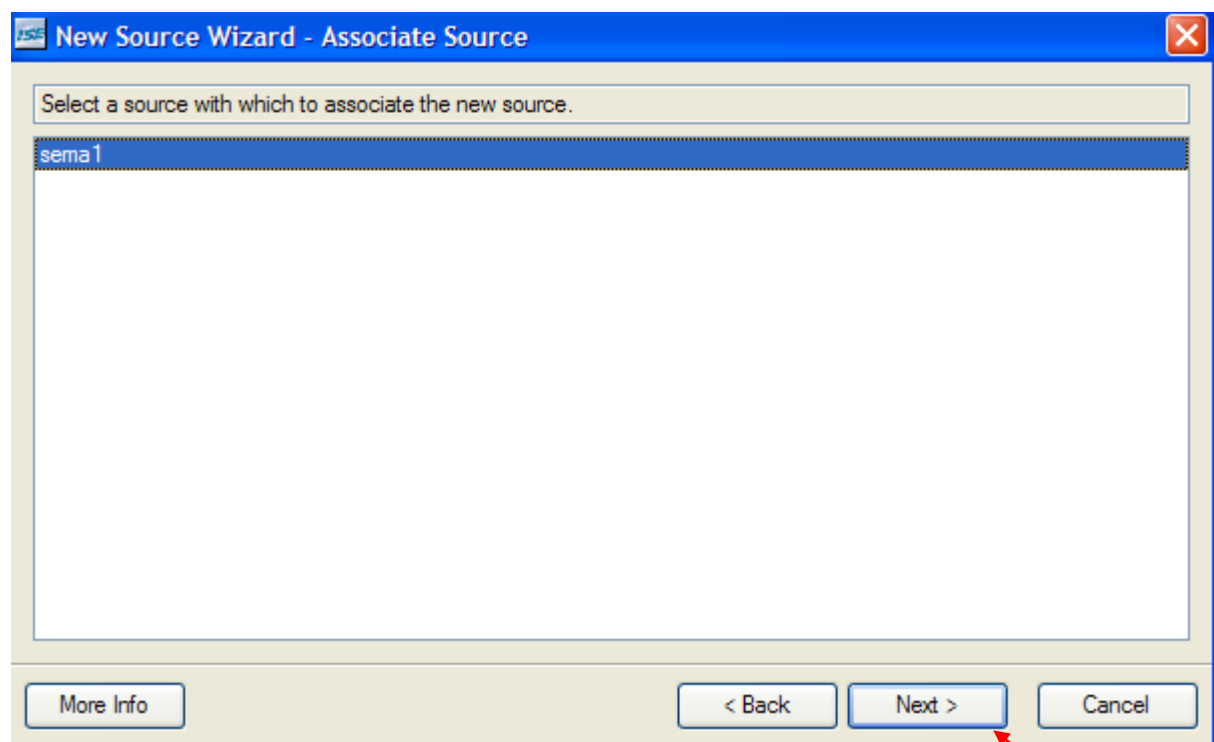 ISE New Source Wizard - Associate Source
Select a source with which to associate the new source.
sema1
More Info
< Back
Next >
Cancel